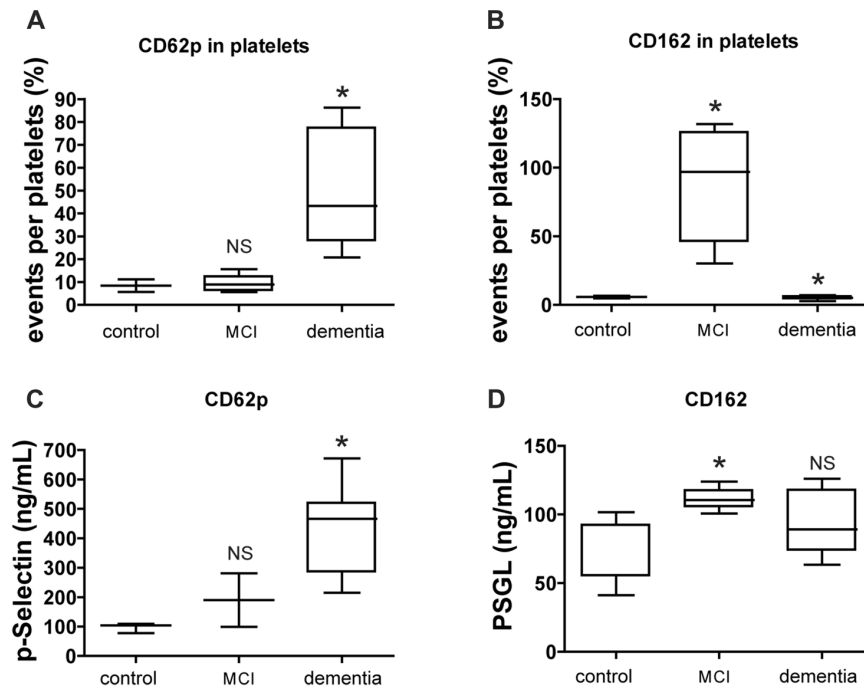 A
CD62p in platelets
events per platelets (%)
90
80
70
60
50
40
30
20
10
0
NS
*
control
MCI
dementia
B
CD162 in platelets
events per platelets (%)
150
100
50
0
*
*
control
MCI
dementia
C
CD62p
p-Selectin (ng/mL)
700
600
500
400
300
200
100
0
NS
*
control
MCI
dementia
D
CD162
PSGL (ng/mL)
150
100
50
0
*
NS
control
MCI
dementia